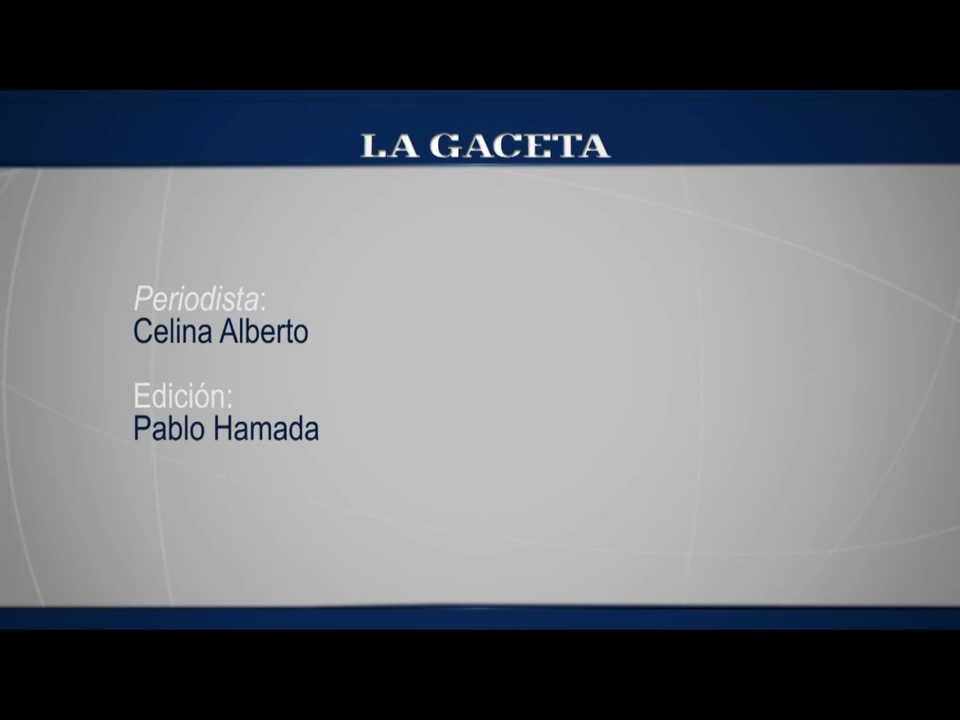 LA GACETA
Periodista:
Celina Alberto
Edición:
Pablo Hamada